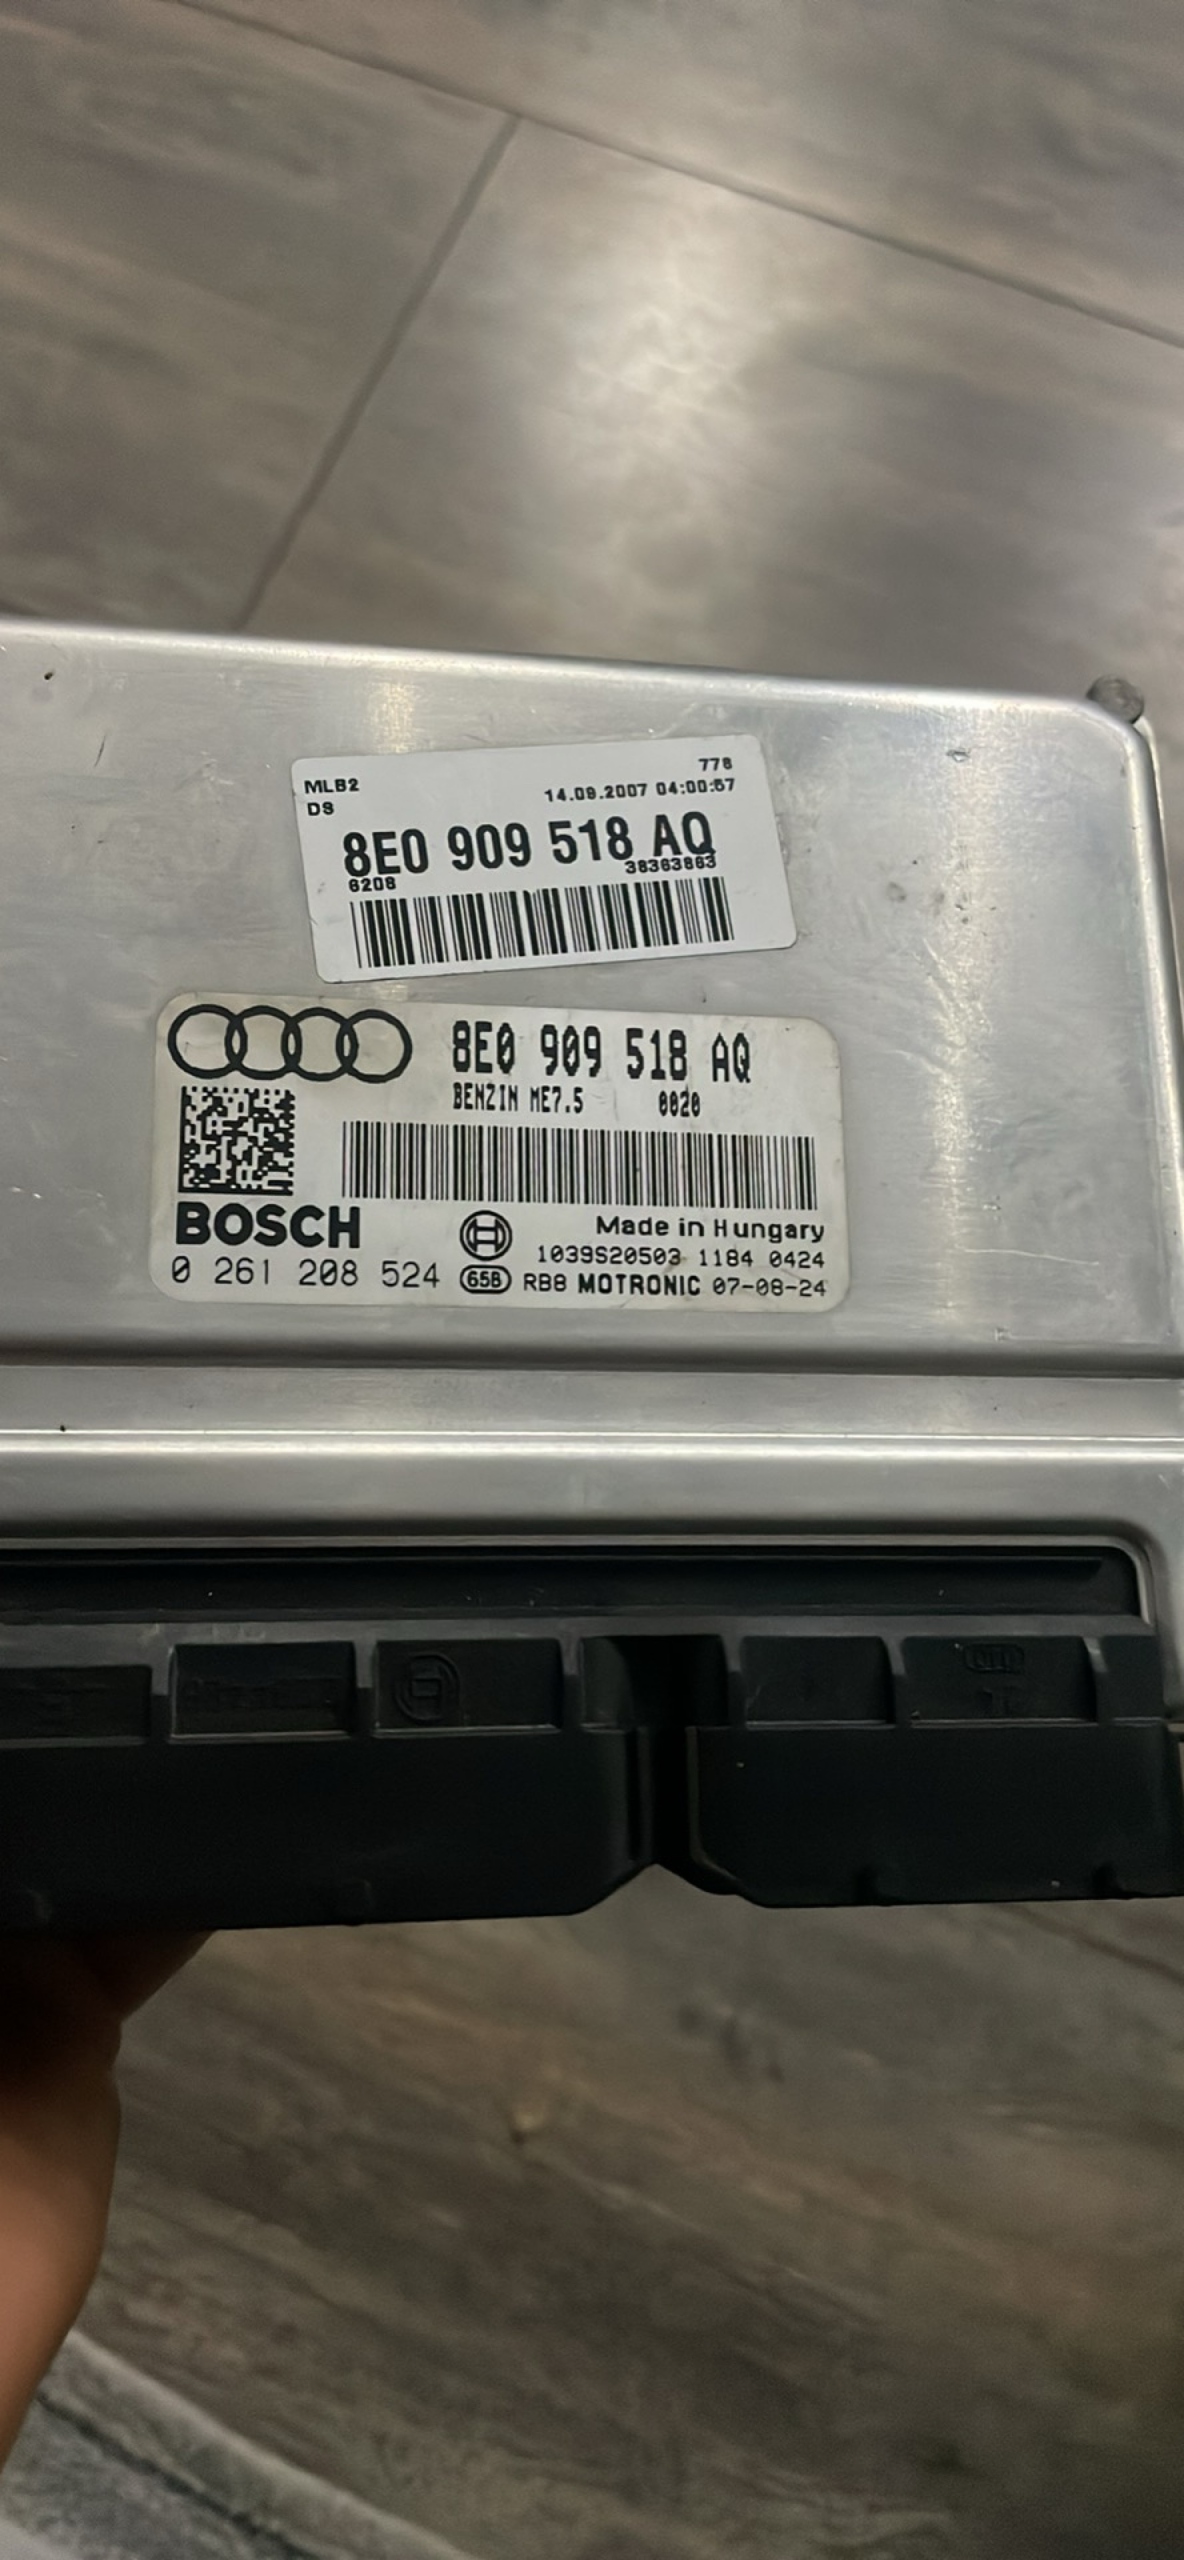 MLB2 778
DS 14.09.2007 04:00:57
8E0 909 518 AQ
6208 38363863
8E0 909 518 AQ
BENZIN ME7.5 0020
BOSCH Made in Hungary
1039S20503 1184 0424
0 261 208 524 65B RB8 MOTRONIC 07-08-24